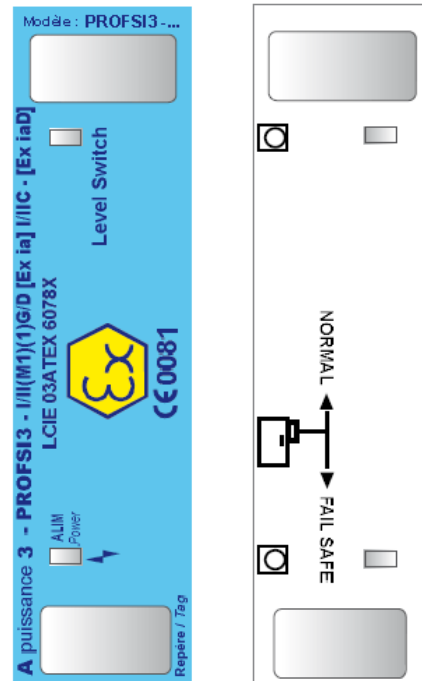 Modèle : PROFSI3 -...
A puissance 3 - PROFSI3 - I/II(M1)(1)G/D [Ex ia] I/IIC - [Ex iaD]
LCIE 03ATEX 6078X
Level Switch
Ex
CE 0081
ALIM
Power
Repère / Tag
NORMAL
FAIL SAFE